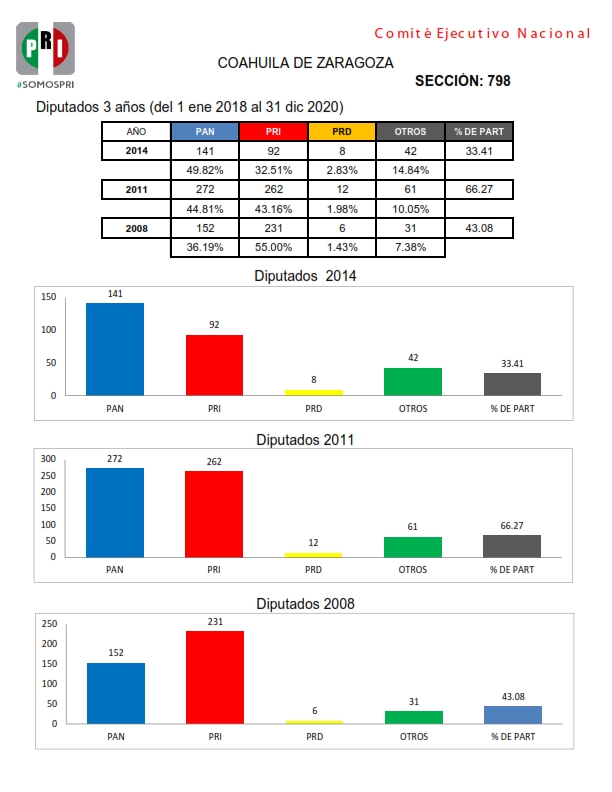 Comité Ejecutivo Nacional
PRI
#SOMOSPRI
COAHUILA DE ZARAGOZA
SECCIÓN: 798
Diputados 3 años (del 1 ene 2018 al 31 dic 2020)
AÑO PAN PRI PRD OTROS % DE PART
2014 141 92 8 42 33.41
49.82% 32.51% 2.83% 14.84%
2011 272 262 12 61 66.27
44.81% 43.16% 1.98% 10.05%
2008 152 231 6 31 43.08
36.19% 55.00% 1.43% 7.38%
Diputados 2014
150
100
50
0
141
92
8
42
33.41
PAN PRI PRD OTROS % DE PART
Diputados 2011
300
250
200
150
100
50
0
272
262
12
61
66.27
PAN PRI PRD OTROS % DE PART
Diputados 2008
250
200
150
100
50
0
152
231
6
31
43.08
PAN PRI PRD OTROS % DE PART